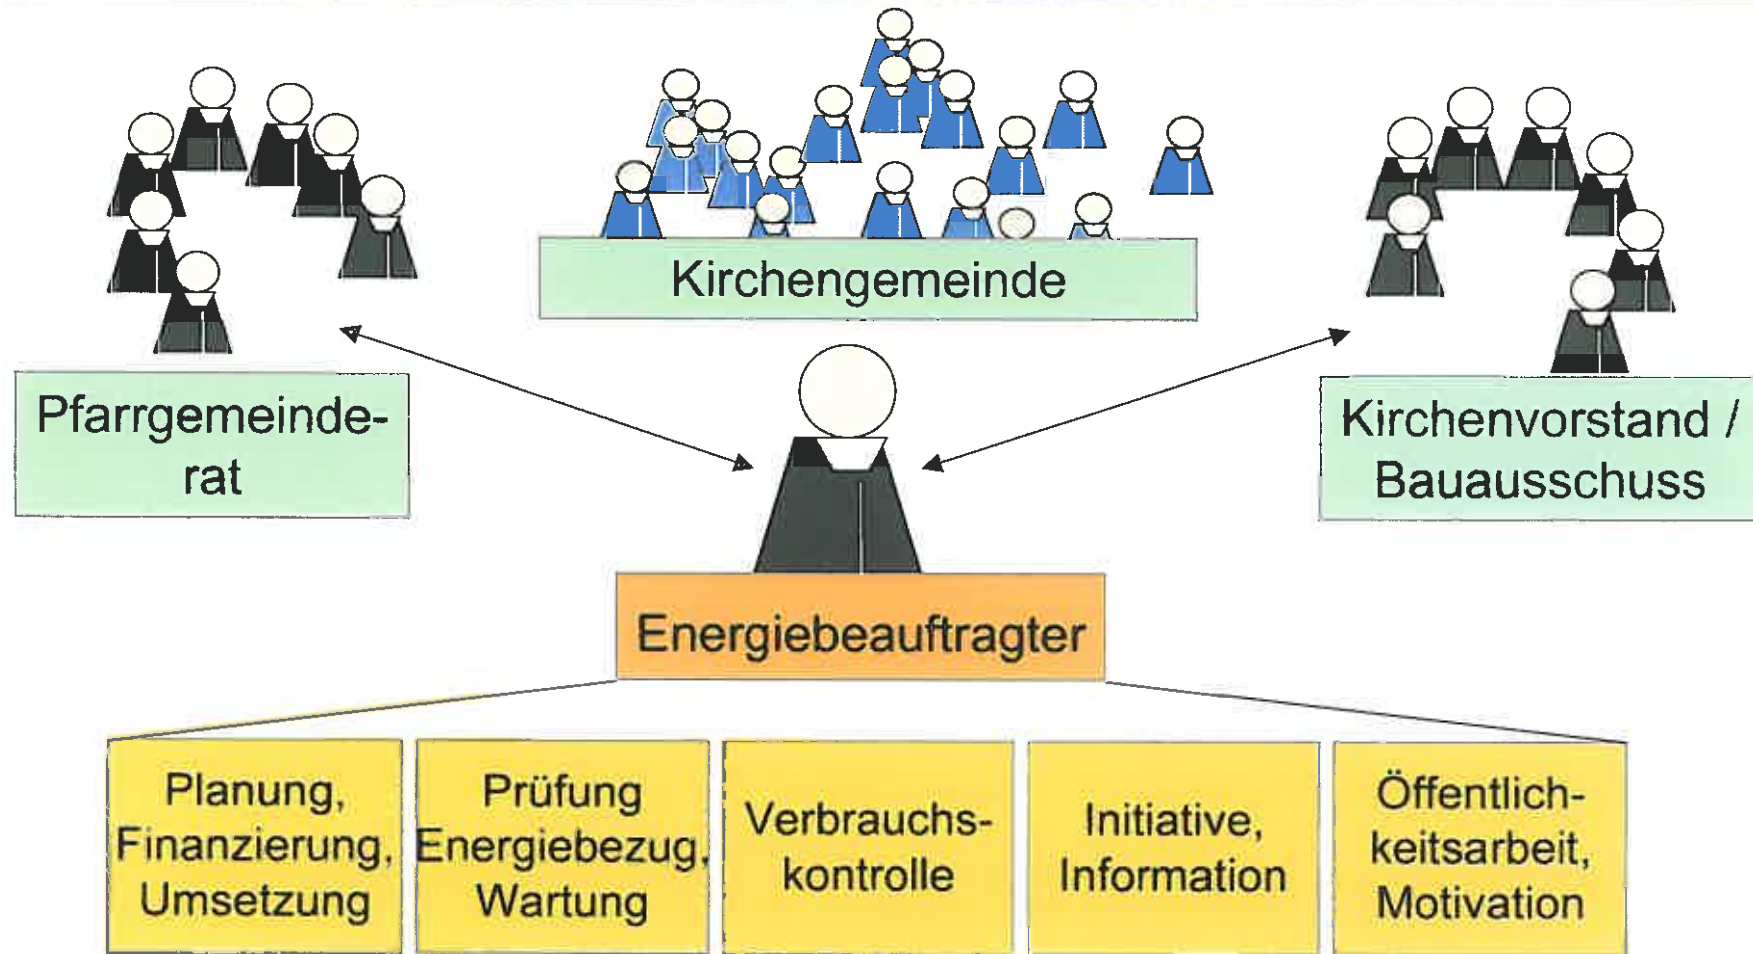 Kirchengemeinde
Pfarrgemeinde-
rat
Kirchenvorstand /
Bauausschuss
Energiebeauftragter
Planung,
Finanzierung,
Umsetzung
Prüfung
Energiebezug,
Wartung
Verbrauchs-
kontrolle
Initiative,
Information
Öffentlich-
keitsarbeit,
Motivation